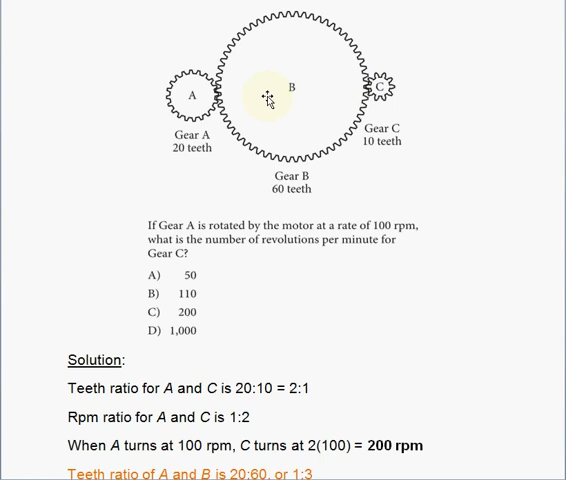 A
B
C
Gear A
20 teeth
Gear C
10 teeth
Gear B
60 teeth
If Gear A is rotated by the motor at a rate of 100 rpm,
what is the number of revolutions per minute for
Gear C?
A) 50
B) 110
C) 200
D) 1,000
Solution:
Teeth ratio for A and C is 20:10 = 2:1
Rpm ratio for A and C is 1:2
When A turns at 100 rpm, C turns at 2(100) = 200 rpm
Teeth ratio of A and B is 20:60, or 1:3